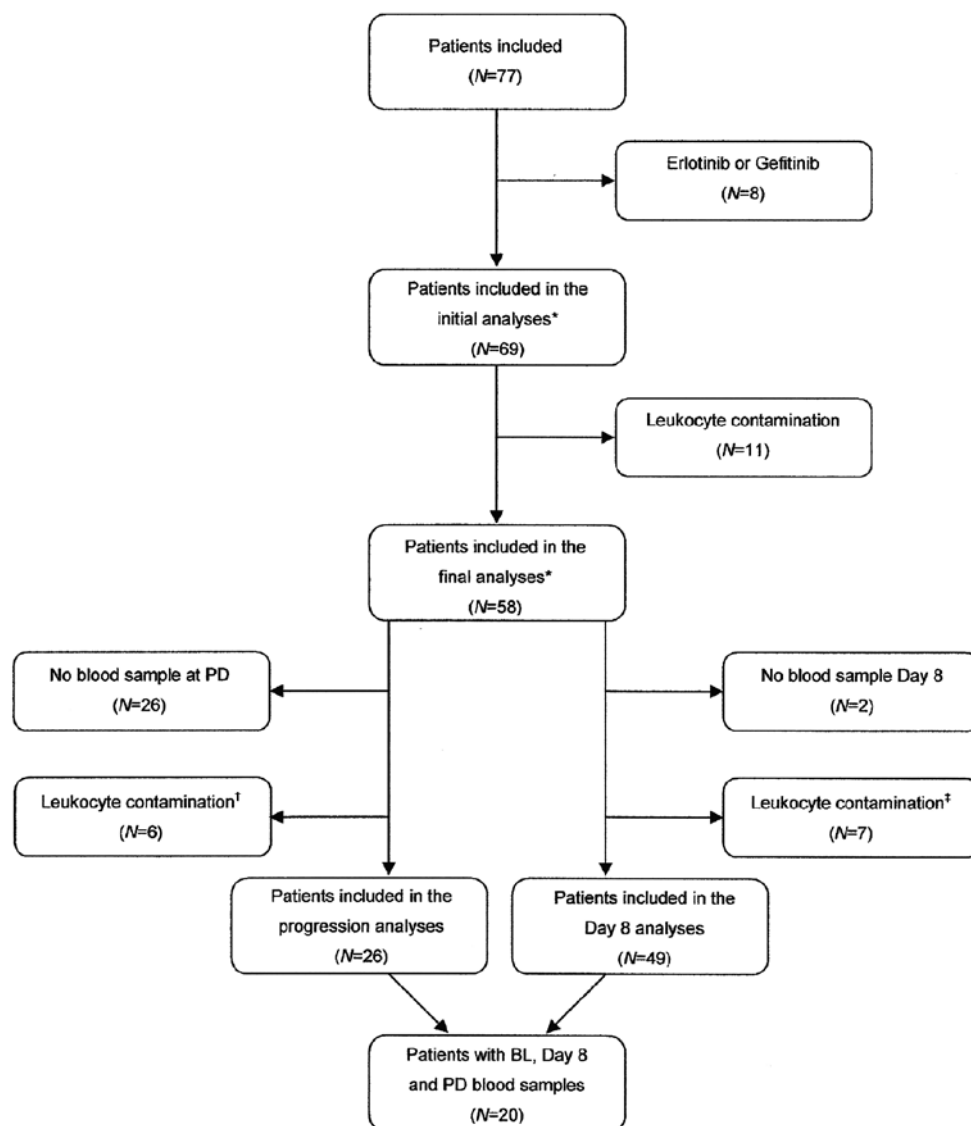 Patients included
(N=77)
Erlotinib or Gefitinib
(N=8)
Patients included in the
initial analyses*
(N=69)
Leukocyte contamination
(N=11)
Patients included in the
final analyses*
(N=58)
No blood sample at PD
(N=26)
No blood sample Day 8
(N=2)
Leukocyte contamination†
(N=6)
Leukocyte contamination‡
(N=7)
Patients included in the
progression analyses
(N=26)
Patients included in the
Day 8 analyses
(N=49)
Patients with BL, Day 8
and PD blood samples
(N=20)